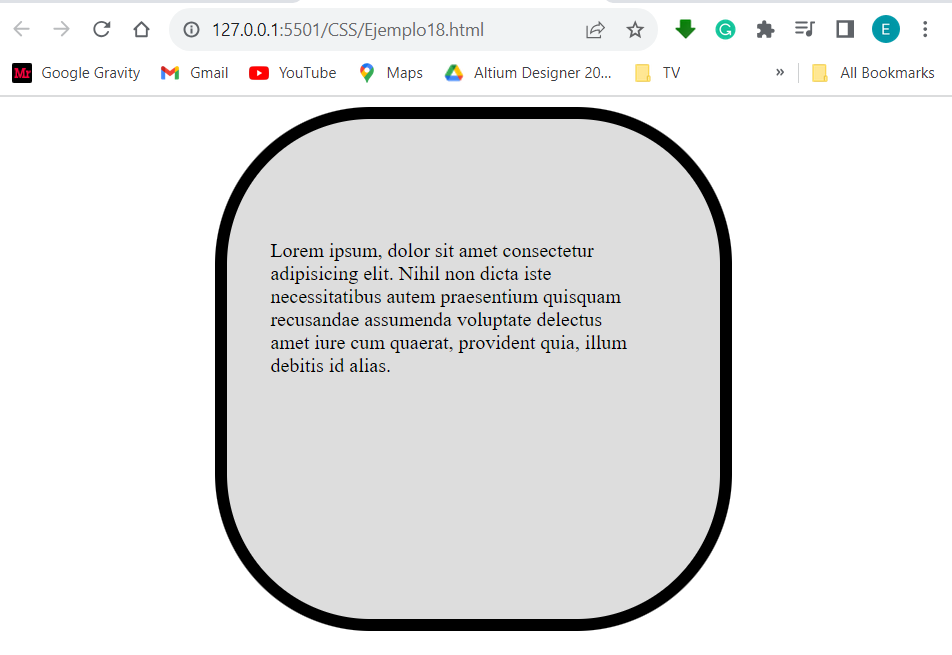 127.0.0.1:5501/CSS/Ejemplo18.html
G
E
Mr Google Gravity Gmail YouTube Maps Altium Designer 20... TV » All Bookmarks
Lorem ipsum, dolor sit amet consectetur
adipisicing elit. Nihil non dicta iste
necessitatibus autem praesentium quisquam
recusandae assumenda voluptate delectus
amet iure cum quaerat, provident quia, illum
debitis id alias.